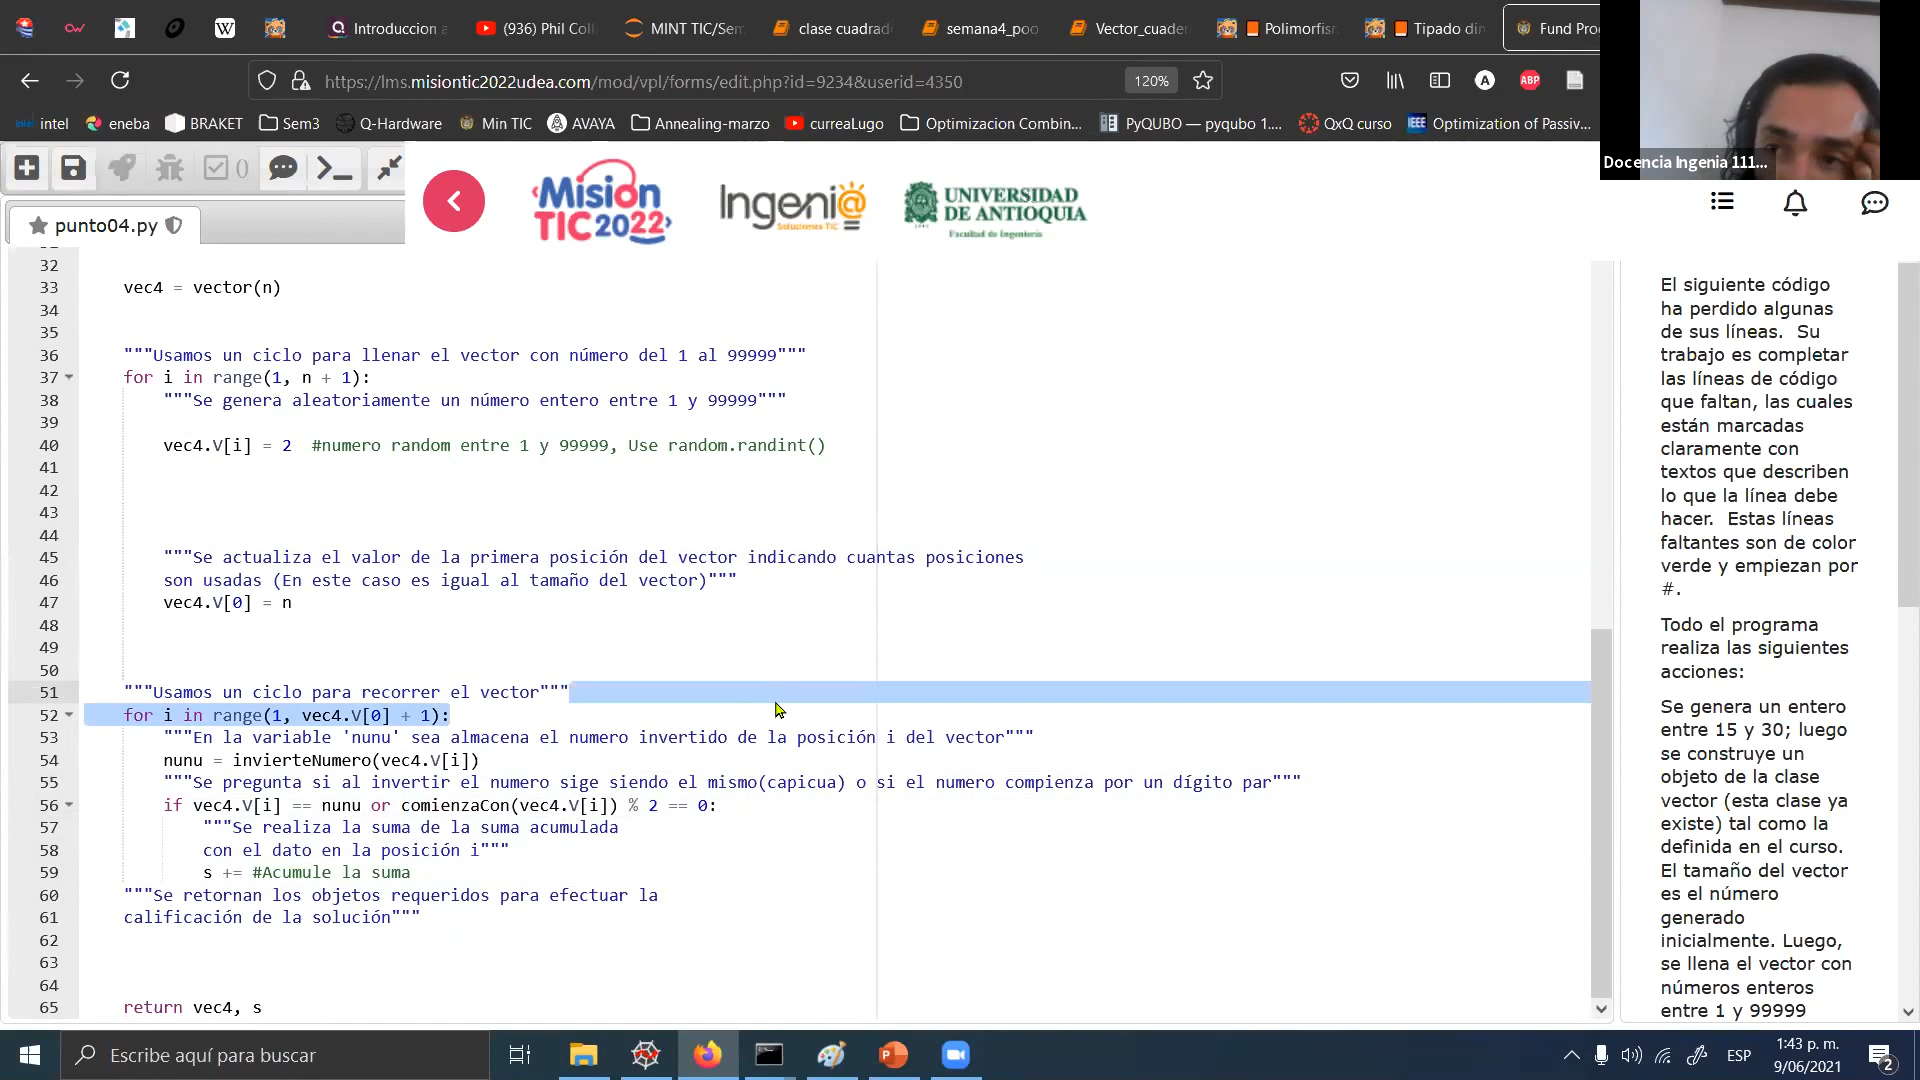 Introduccion a
(936) Phil Coll
MINT TIC/Sem
clase cuadrad
semana4_poo
Vector_cuader
Polimorfism
Tipado din
Fund Pro
https://lms.misiontic2022udea.com/mod/vpl/forms/edit.php?id=9234&userid=4350
120%
A
ABP
intel
intel
eneba
BRAKET
Sem3
Q-Hardware
Min TIC
AVAYA
Annealing-marzo
curreaLugo
Optimizacion Combin...
PyQUBO — pyqubo 1....
QxQ curso
IEEE
Optimization of Passiv...
Docencia Ingenia 111...
0
Misión
TIC 2022
Ingeni@
Soluciones TIC
UNIVERSIDAD
DE ANTIOQUIA
Facultad de Ingeniería
punto04.py
32
33 vec4 = vector(n)
34
35
36 """Usamos un ciclo para llenar el vector con número del 1 al 99999"""
37 for i in range(1, n + 1):
38 """Se genera aleatoriamente un número entero entre 1 y 99999"""
39
40 vec4.V[i] = 2  #numero random entre 1 y 99999, Use random.randint()
41
42
43
44
45 """Se actualiza el valor de la primera posición del vector indicando cuantas posiciones
46 son usadas (En este caso es igual al tamaño del vector)"""
47 vec4.V[0] = n
48
49
50
51 """Usamos un ciclo para recorrer el vector"""
52 for i in range(1, vec4.V[0] + 1):
53 """En la variable 'nunu' sea almacena el numero invertido de la posición i del vector"""
54 nunu = invierteNumero(vec4.V[i])
55 """Se pregunta si al invertir el numero sige siendo el mismo(capicua) o si el numero compienza por un dígito par"""
56 if vec4.V[i] == nunu or comienzaCon(vec4.V[i]) % 2 == 0:
57 """Se realiza la suma de la suma acumulada
58 con el dato en la posición i"""
59 s += #Acumule la suma
60 """Se retornan los objetos requeridos para efectuar la
61 calificación de la solución"""
62
63
64
65 return vec4, s
El siguiente código
ha perdido algunas
de sus líneas.  Su
trabajo es completar
las líneas de código
que faltan, las cuales
están marcadas
claramente con
textos que describen
lo que la línea debe
hacer.  Estas líneas
faltantes son de color
verde y empiezan por
#.
Todo el programa
realiza las siguientes
acciones:
Se genera un entero
entre 15 y 30; luego
se construye un
objeto de la clase
vector (esta clase ya
existe) tal como la
definida en el curso.
El tamaño del vector
es el número
generado
inicialmente. Luego,
se llena el vector con
números enteros
entre 1 y 99999
Escribe aquí para buscar
ESP
1:43 p. m.
9/06/2021
2